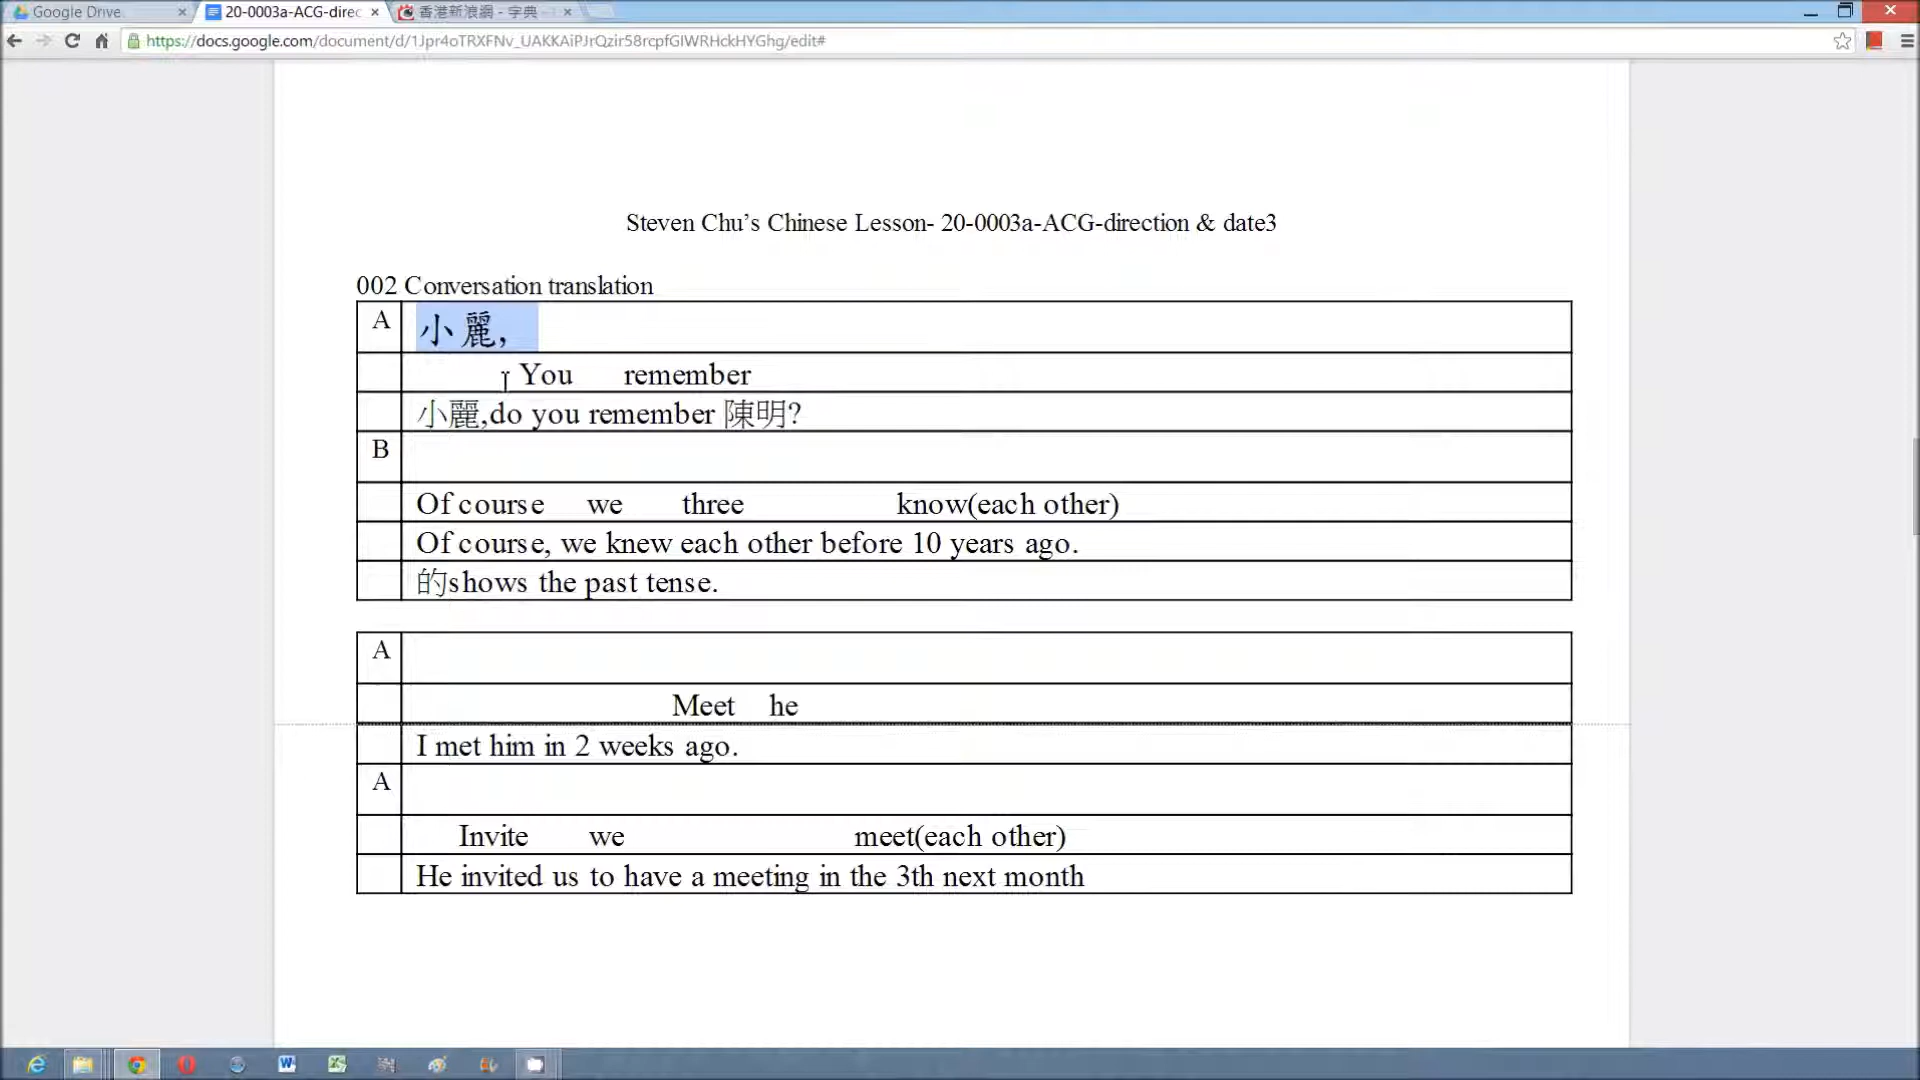 Google Drive
20-0003a-ACG-direc
香港新浪網 - 字典 -
https://docs.google.com/document/d/1Jpr4oTRXFNv_UAKKAiPJrQzir58rcpfGIWRHckHYGhg/edit#
Steven Chu’s Chinese Lesson- 20-0003a-ACG-direction & date3
002 Conversation translation
A 小麗,
You remember
小麗,do you remember 陳明?
B
Of course we three know(each other)
Of course, we knew each other before 10 years ago.
的shows the past tense.
A
Meet he
I met him in 2 weeks ago.
A
Invite we meet(each other)
He invited us to have a meeting in the 3th next month